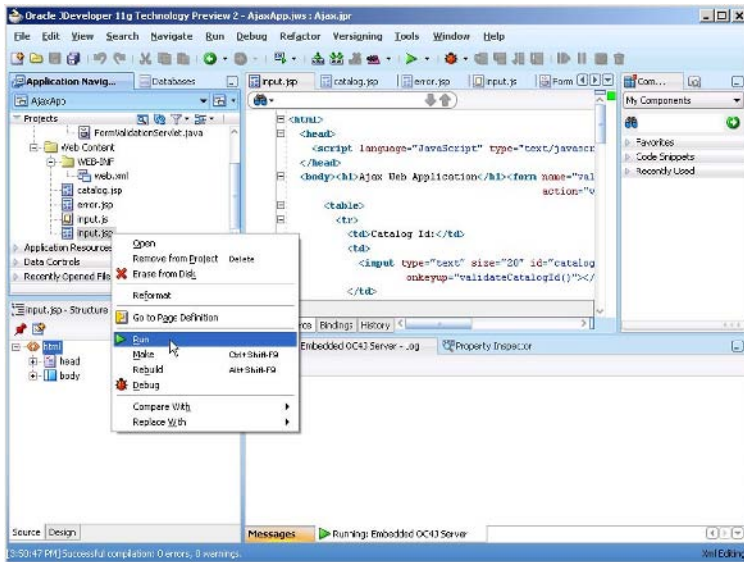 Oracle JDeveloper 11g Technology Preview 2 - AjaxApp.jws : Ajax.jpr
File Edit View Search Navigate Run Debug Refactor Versioning Tools Window Help
Application Navig... Databases
input.jsp catalog.jsp error.jsp input.js Form
Com... Log
AjaxApp
My Components
Projects
FormValidationServlet.java
Web Content
WEB-INF
web.xml
catalog.jsp
error.jsp
input.js
input.jsp
Application Resources
Data Controls
Recently Opened File
<html>
<head>
<script language="JavaScript" type="text/javascr
</head>
<body><h1>Ajax Web Application</h1><form name="val
action="v
<table>
<tr>
<td>Catalog Id:</td>
<td>
<input type="text" size="20" id="catalog
onkeyup="validateCatalogId()"></
</td>
Favorites
Code Snippets
Recently Used
Open
Remove from Project Delete
Erase from Disk
Reformat
Go to Page Definition
Run
Make Ctrl+Shift-F9
Rebuild Alt+Shift-F9
Debug
Compare With
Replace With
input.jsp - Structure
html
head
body
Bindings History
Embedded OC4J Server - Log Property Inspector
Source Design
Messages Running: Embedded OC4J Server
[3:50:47 PM] Successful compilation: 0 errors, 0 warnings.
Xml Editing